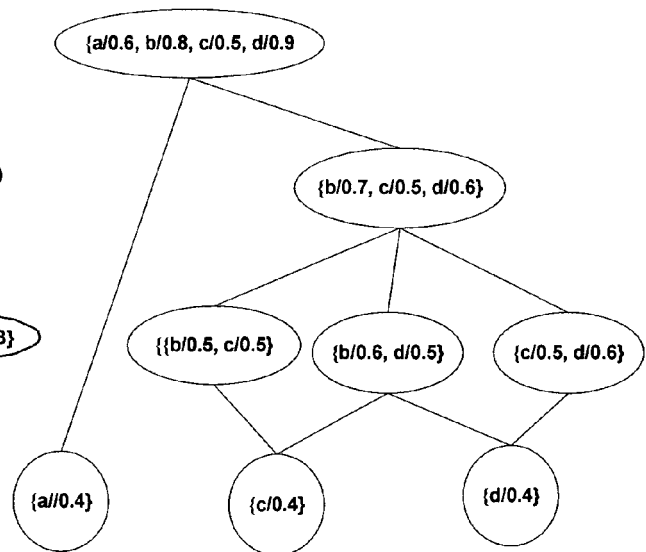 {a/0.6, b/0.8, c/0.5, d/0.9
{b/0.7, c/0.5, d/0.6}
{{b/0.5, c/0.5}
{b/0.6, d/0.5}
{c/0.5, d/0.6}
{a//0.4}
{c/0.4}
{d/0.4}